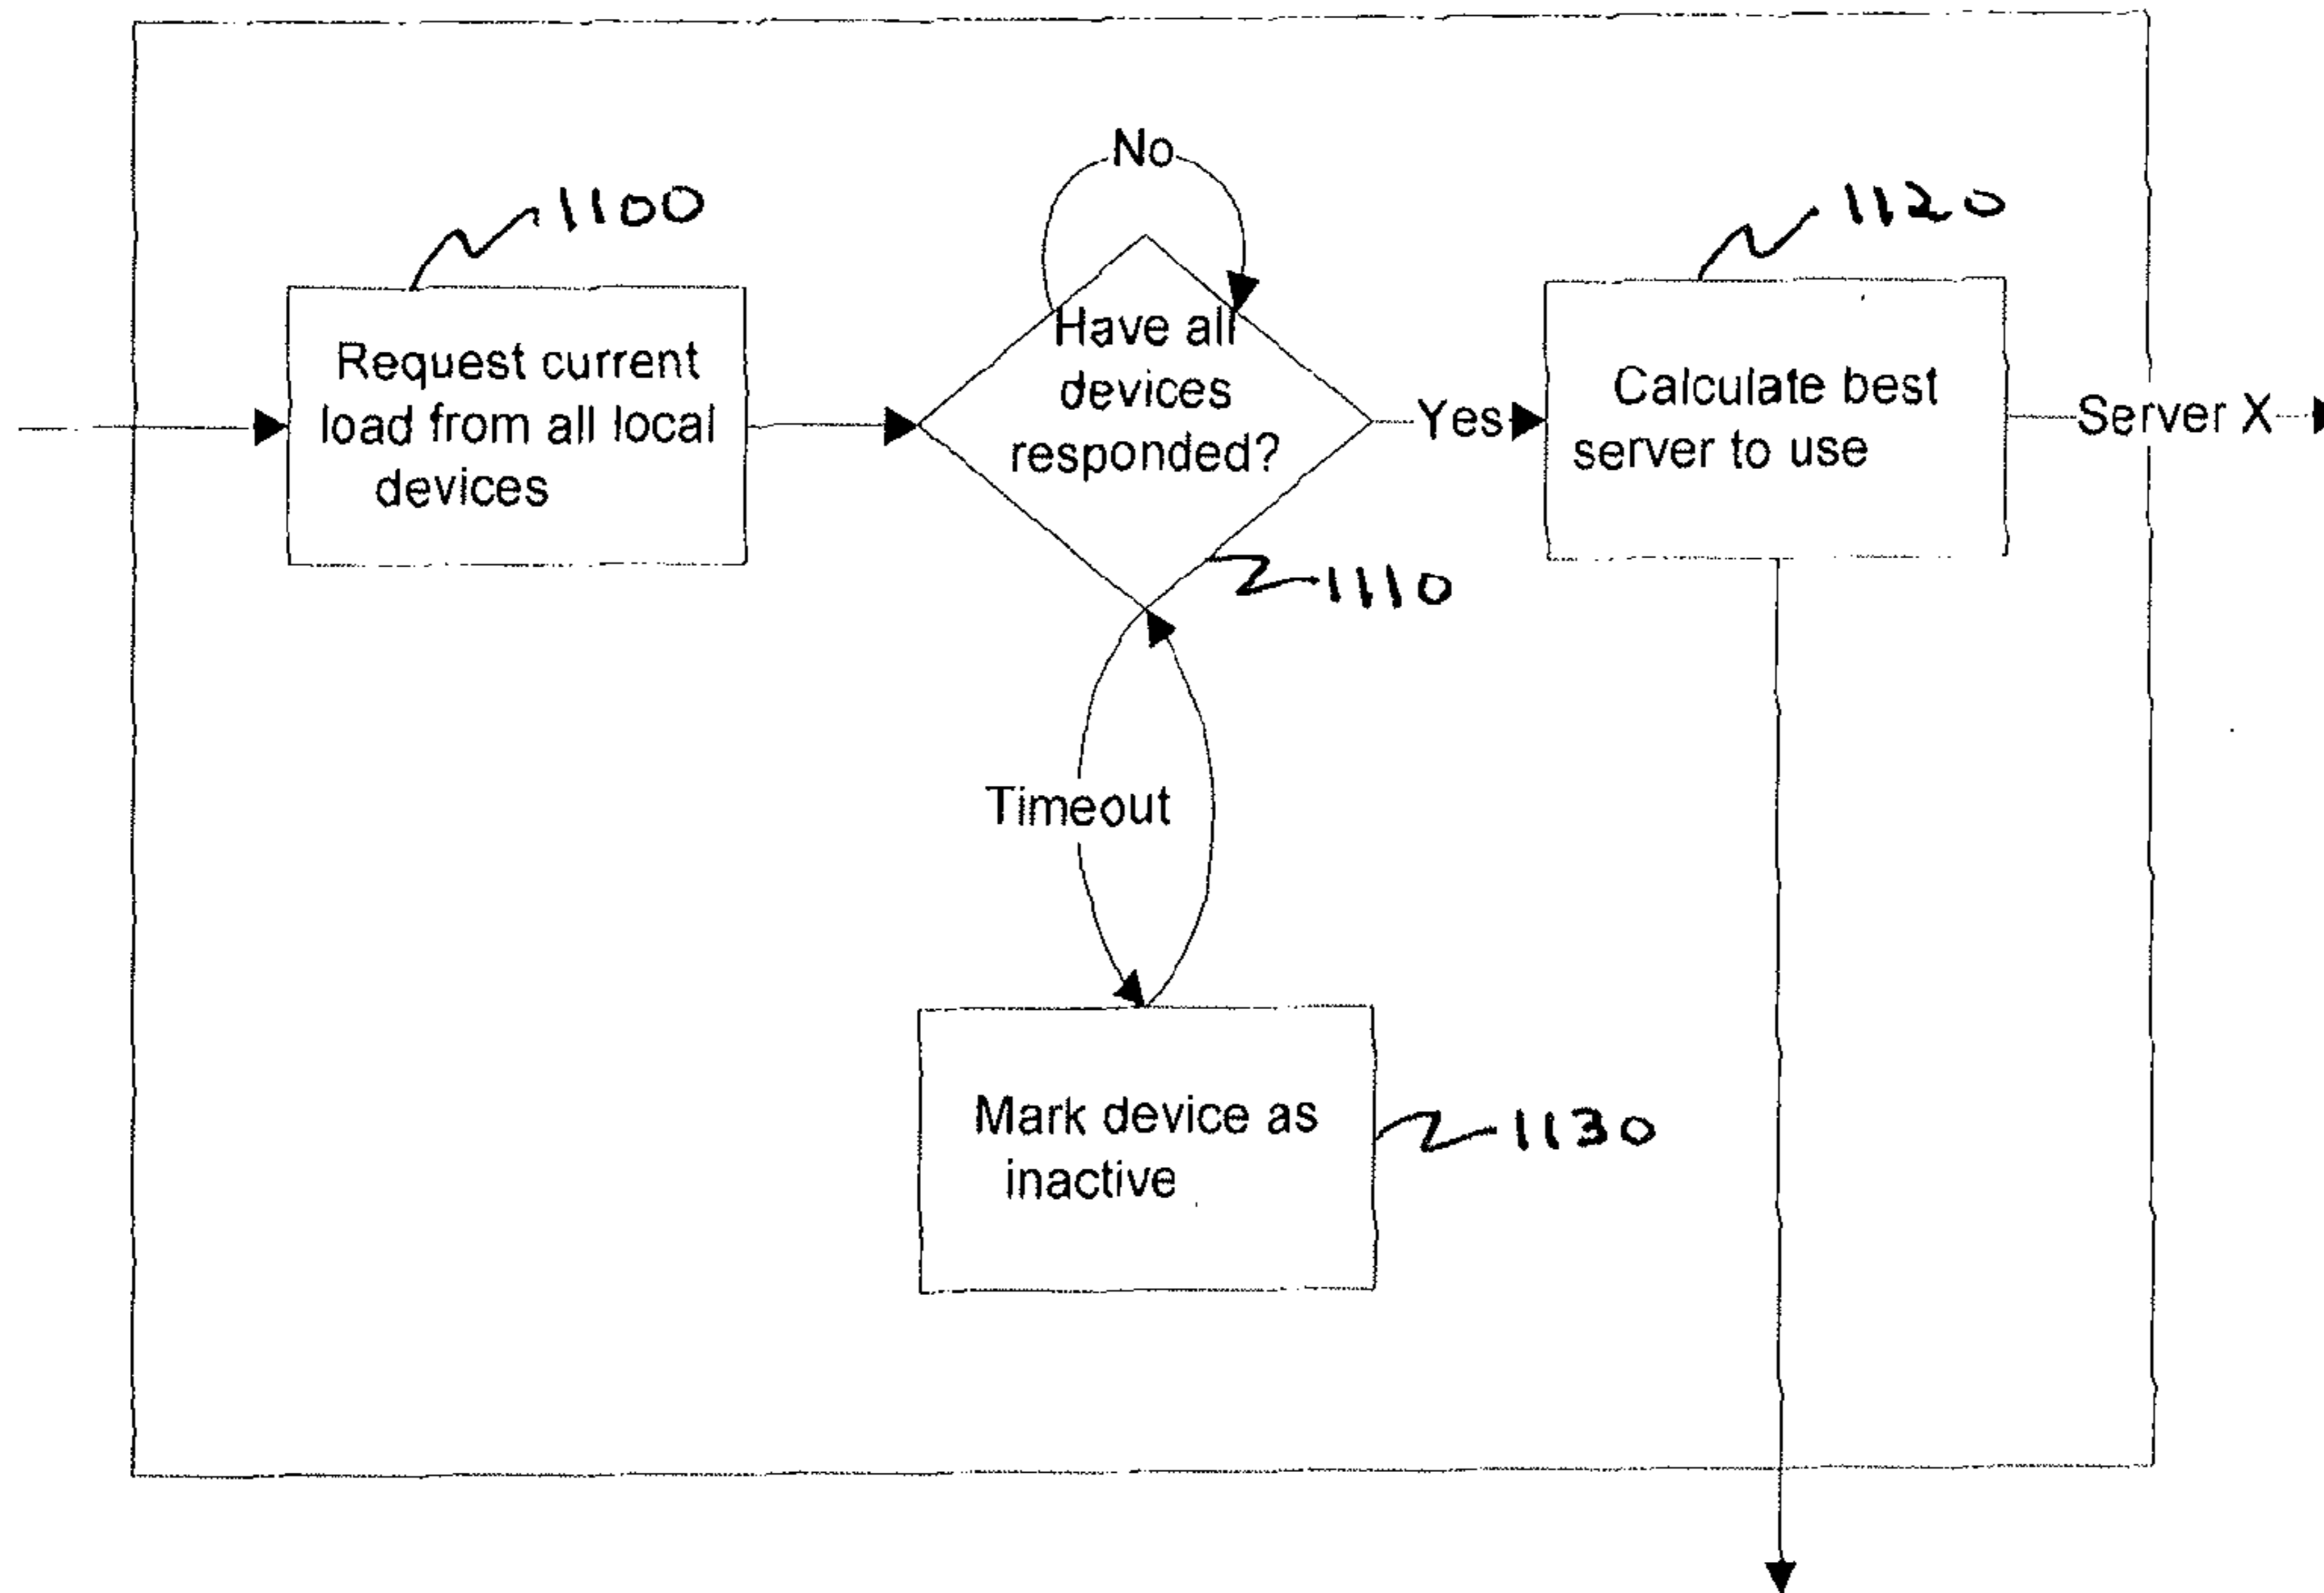 No
1100
1120
Request current
load from all local
devices
Have all
devices
responded?
Yes
Calculate best
server to use
Server X
1110
Timeout
Mark device as
inactive
1130